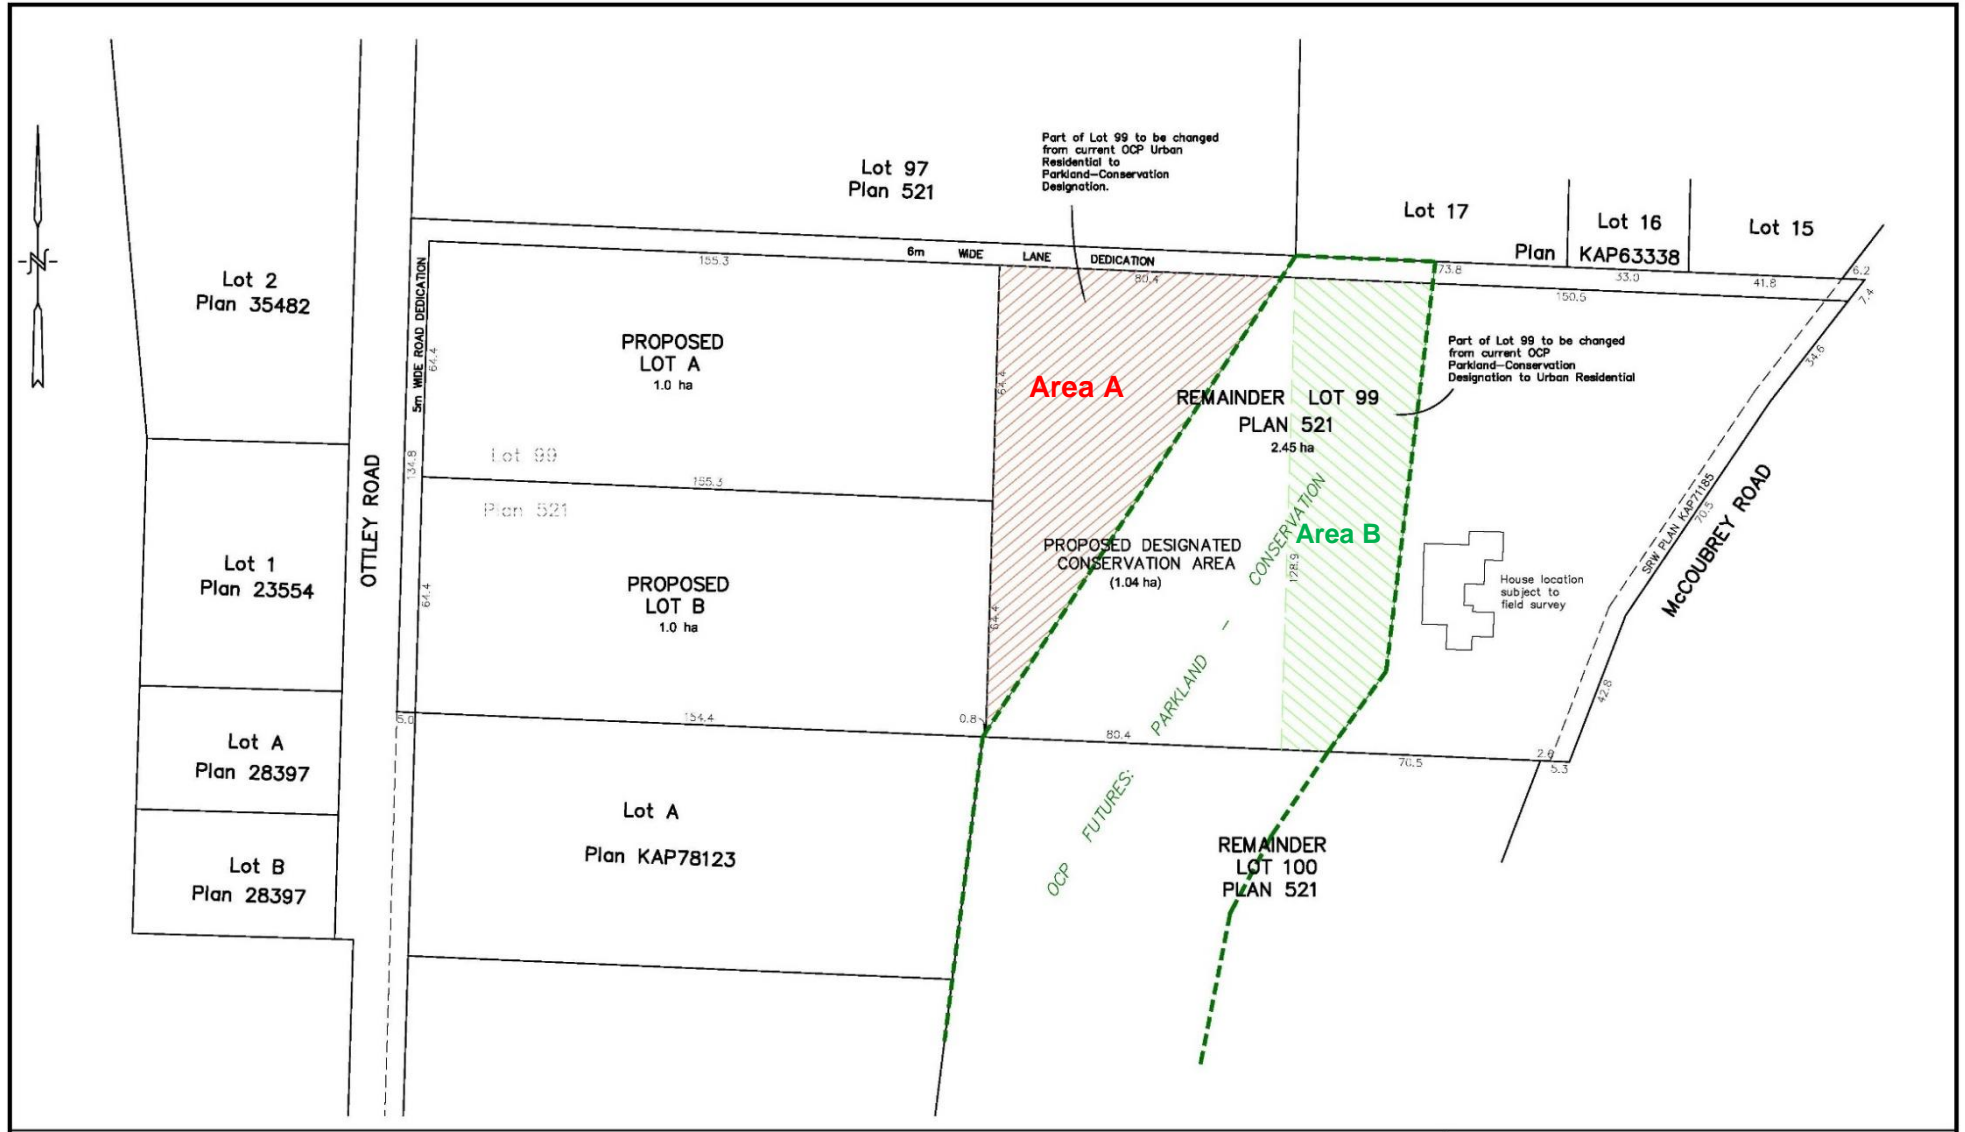 Part of Lot 99 to be changed
from current OCP Urban
Residential to
Parkland-Conservation
Designation.
Lot 97
Plan 521
Lot 17
Lot 16
Lot 15
Plan KAP63338
6m WIDE LANE DEDICATION
155.3
80.4
73.8
33.0
41.8
6.2
7.4
150.5
Lot 2
Plan 35482
5m WIDE ROAD DEDICATION
64.4
PROPOSED
LOT A
1.0 ha
64.4
Area A
34.6
Part of Lot 99 to be changed
from current OCP
Parkland-Conservation
Designation to Urban Residential
REMAINDER LOT 99
PLAN 521
2.45 ha
Lot 99
134.8
155.3
Plan 521
OTTLEY ROAD
SRW PLAN KAP71185
70.5
McCOUBREY ROAD
Area B
PROPOSED DESIGNATED
CONSERVATION AREA
(1.04 ha)
128.9
Lot 1
Plan 23554
64.4
PROPOSED
LOT B
1.0 ha
64.4
House location
subject to
field survey
42.8
5.0
154.4
0.8
80.4
70.5
5.3
Lot A
Plan 28397
OCP FUTURES: PARKLAND - CONSERVATION
Lot A
Plan KAP78123
REMAINDER
LOT 100
PLAN 521
Lot B
Plan 28397